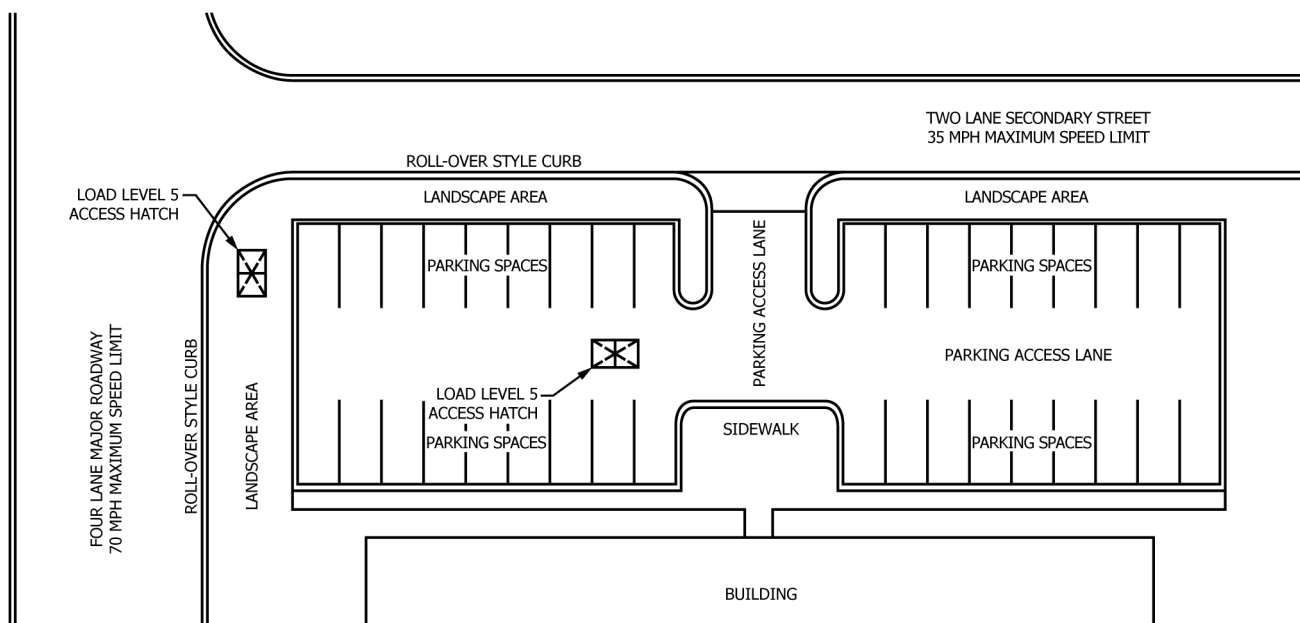 TWO LANE SECONDARY STREET
35 MPH MAXIMUM SPEED LIMIT
ROLL-OVER STYLE CURB
LOAD LEVEL 5
ACCESS HATCH
LANDSCAPE AREA
LANDSCAPE AREA
PARKING SPACES
PARKING ACCESS LANE
PARKING SPACES
FOUR LANE MAJOR ROADWAY
70 MPH MAXIMUM SPEED LIMIT
ROLL-OVER STYLE CURB
LANDSCAPE AREA
PARKING ACCESS LANE
LOAD LEVEL 5
ACCESS HATCH
PARKING SPACES
SIDEWALK
PARKING SPACES
BUILDING